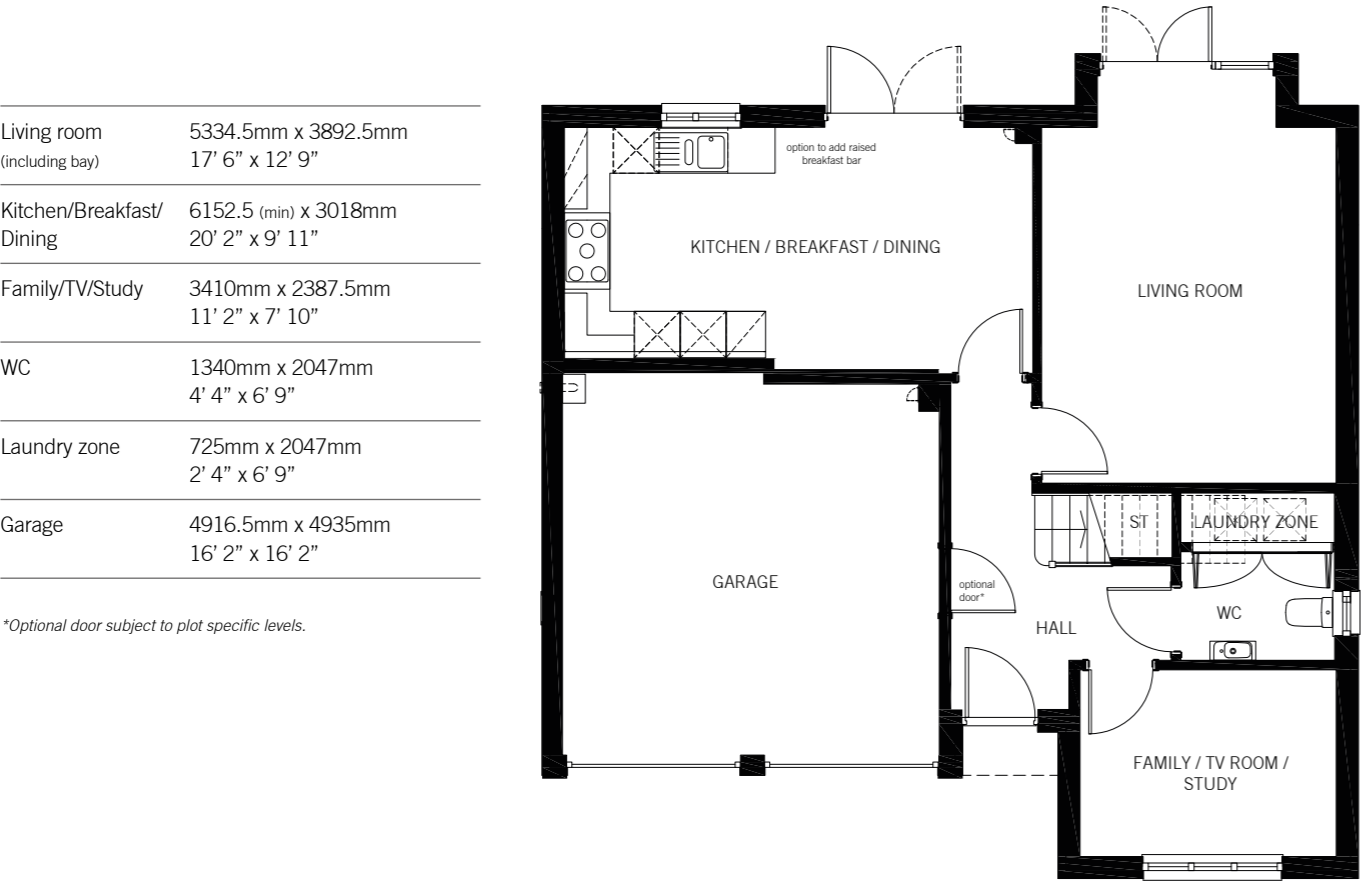 Living room 5334.5mm x 3892.5mm
(including bay) 17’ 6” x 12’ 9”
Kitchen/Breakfast/ 6152.5 (min) x 3018mm
Dining 20’ 2” x 9’ 11”
Family/TV/Study 3410mm x 2387.5mm
11’ 2” x 7’ 10”
WC 1340mm x 2047mm
4’ 4” x 6’ 9”
Laundry zone 725mm x 2047mm
2’ 4” x 6’ 9”
Garage 4916.5mm x 4935mm
16’ 2” x 16’ 2”
*Optional door subject to plot specific levels.
option to add raised
breakfast bar
KITCHEN / BREAKFAST / DINING
LIVING ROOM
ST
LAUNDRY ZONE
GARAGE
optional
door*
HALL
WC
FAMILY / TV ROOM /
STUDY